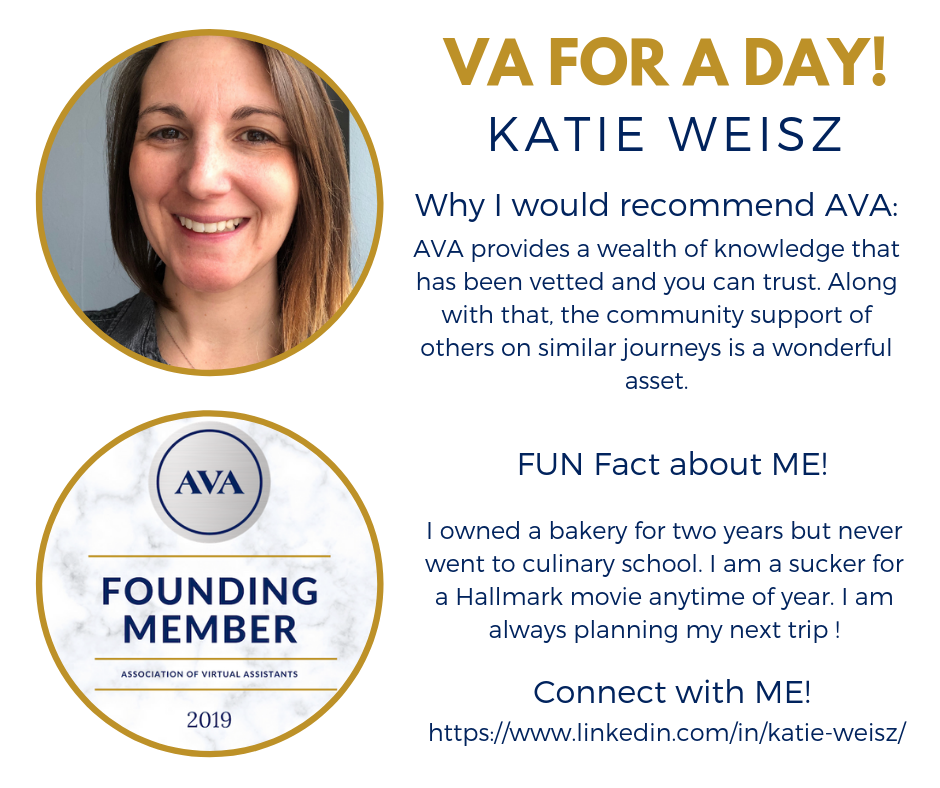 VA FOR A DAY!
KATIE WEISZ
Why I would recommend AVA:
AVA provides a wealth of knowledge that
has been vetted and you can trust. Along
with that, the community support of
others on similar journeys is a wonderful
asset.
AVA
FOUNDING
MEMBER
ASSOCIATION OF VIRTUAL ASSISTANTS
2019
FUN Fact about ME!
I owned a bakery for two years but never
went to culinary school. I am a sucker for
a Hallmark movie anytime of year. I am
always planning my next trip !
Connect with ME!
https://www.linkedin.com/in/katie-weisz/